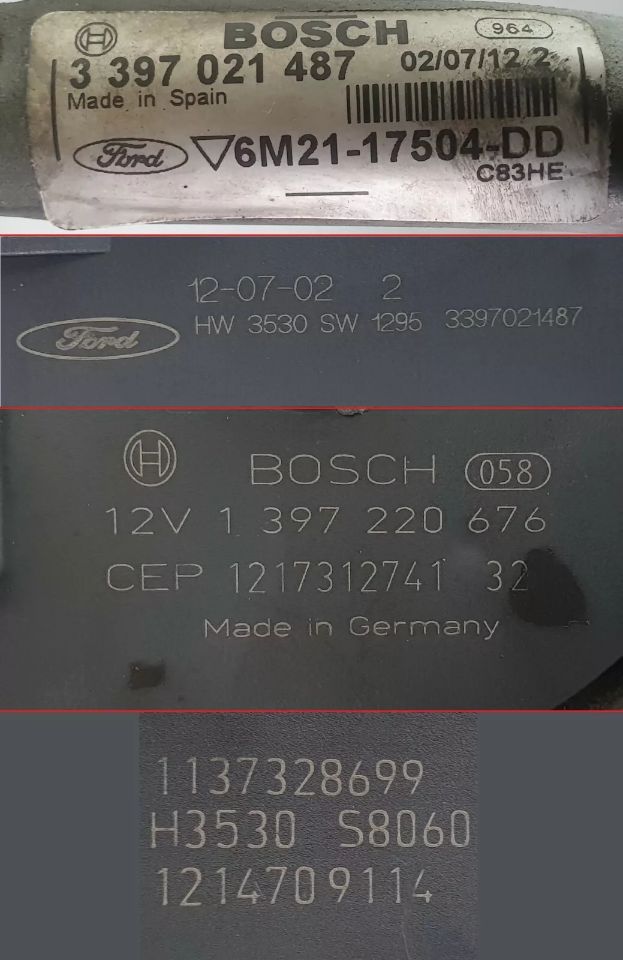 BOSCH 964
3 397 021 487 02/07/12 2
Made in Spain
Ford 6M21-17504-DD
C83HE
12-07-02 2
HW 3530 SW 1295 3397021487
Ford
BOSCH 058
12V 1 397 220 676
CEP 1217312741 32
Made in Germany
1137328699
H3530 S8060
1214709114